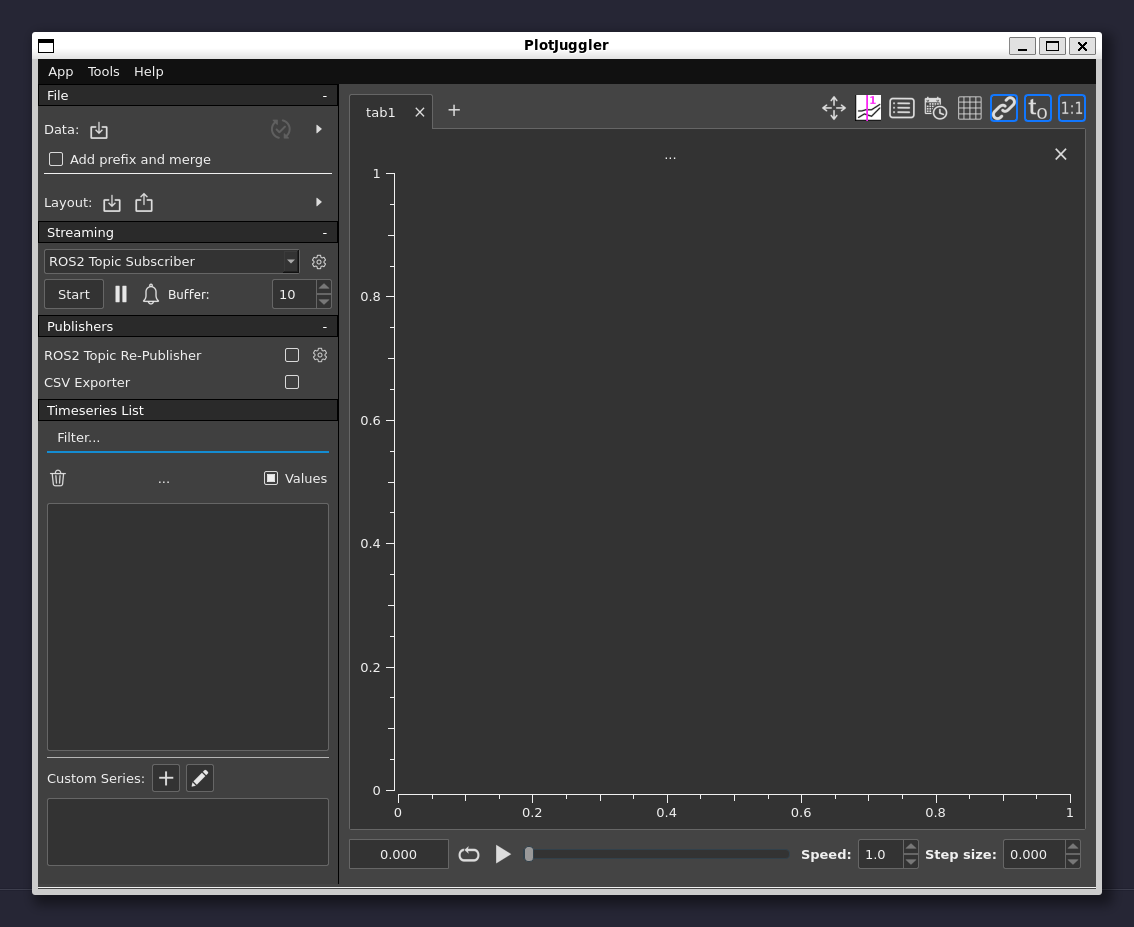 PlotJuggler
App Tools Help
File -
Data:
Add prefix and merge
Layout:
Streaming -
ROS2 Topic Subscriber
Start Buffer: 10
Publishers -
ROS2 Topic Re-Publisher
CSV Exporter
Timeseries List
Filter...
... Values
Custom Series:
tab1 +
1 t0 1:1
...
1
0.8
0.6
0.4
0.2
0
0 0.2 0.4 0.6 0.8 1
0.000 Speed: 1.0 Step size: 0.000